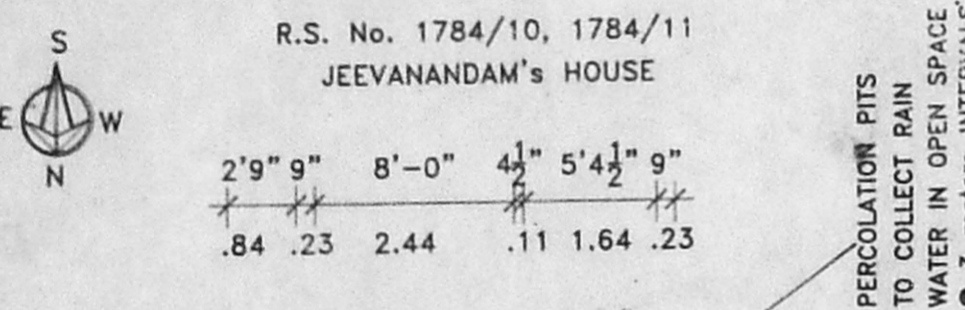 S
E W
N
R.S. No. 1784/10, 1784/11
JEEVANANDAM's HOUSE
2'9" 9" 8'-0" 4½" 5'4½" 9"
.84 .23 2.44 .11 1.64 .23
PERCOLATION PITS
TO COLLECT RAIN
WATER IN OPEN SPACE